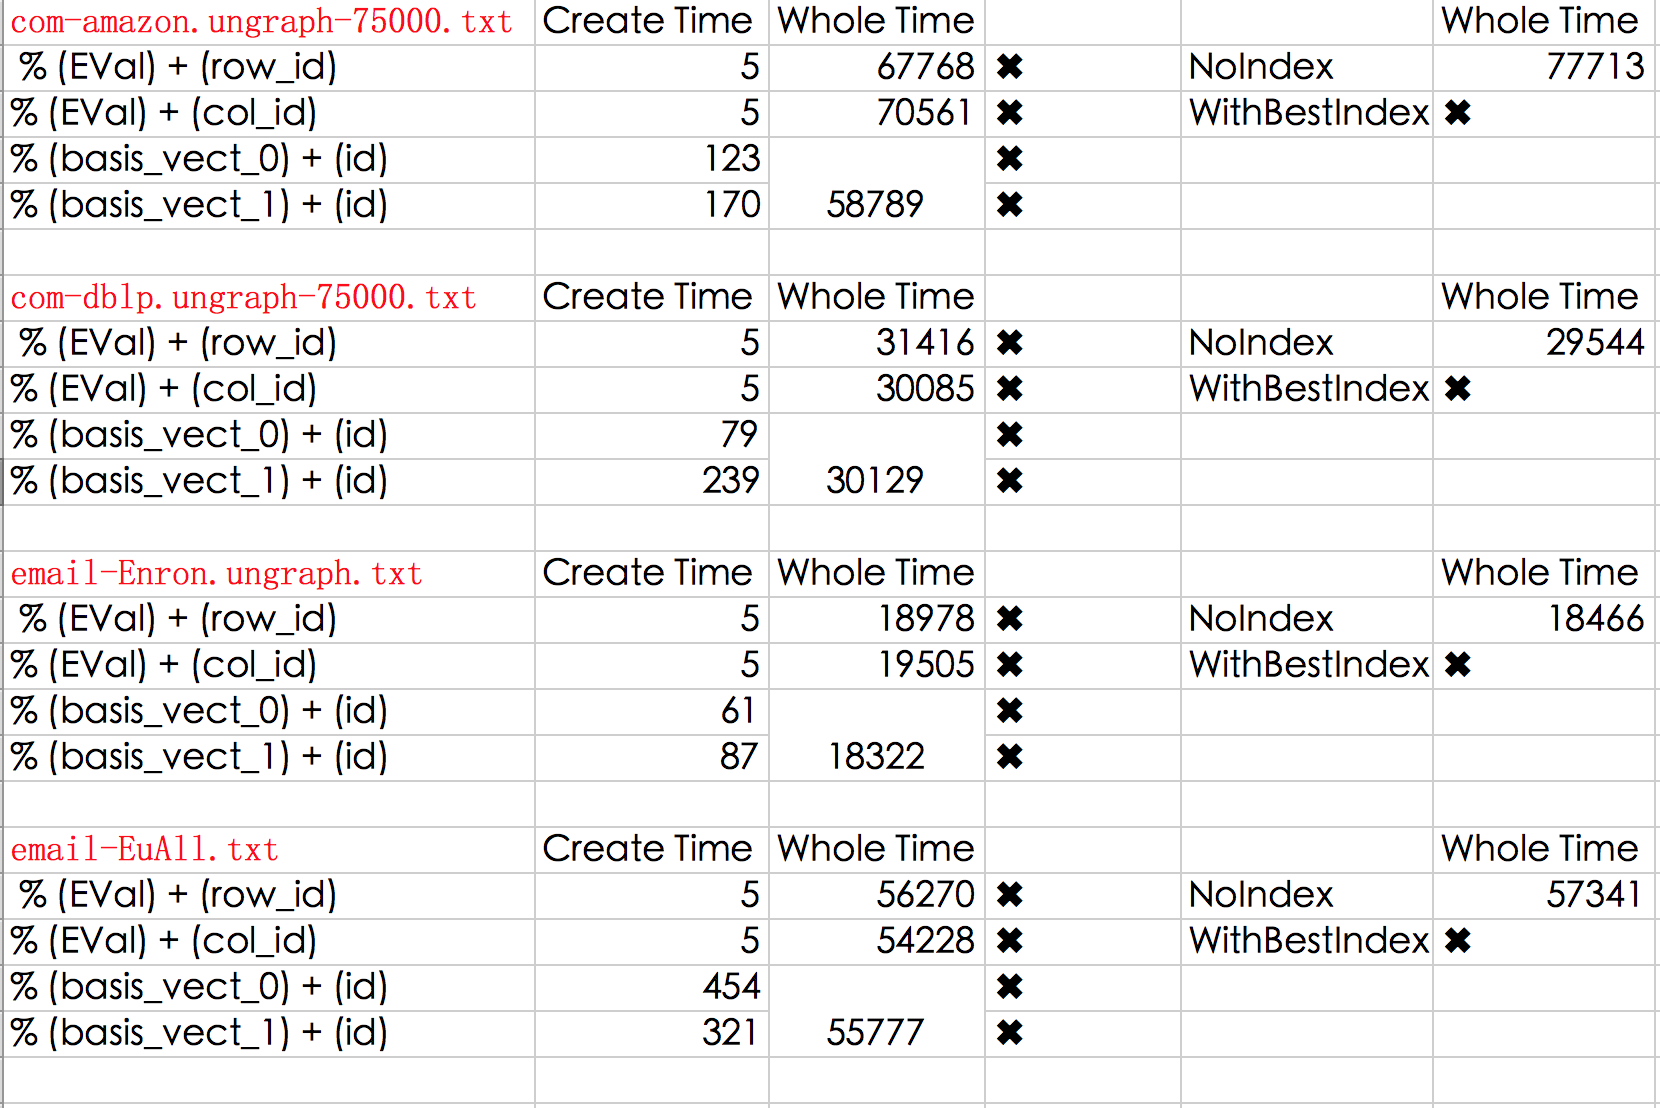 com-amazon.ungraph-75000.txt Create Time Whole Time Whole Time
% (EVal) + (row_id) 5 67768 ✖ NoIndex 77713
% (EVal) + (col_id) 5 70561 ✖ WithBestIndex ✖
% (basis_vect_0) + (id) 123 ✖
% (basis_vect_1) + (id) 170 58789 ✖
com-dblp.ungraph-75000.txt Create Time Whole Time Whole Time
% (EVal) + (row_id) 5 31416 ✖ NoIndex 29544
% (EVal) + (col_id) 5 30085 ✖ WithBestIndex ✖
% (basis_vect_0) + (id) 79 ✖
% (basis_vect_1) + (id) 239 30129 ✖
email-Enron.ungraph.txt Create Time Whole Time Whole Time
% (EVal) + (row_id) 5 18978 ✖ NoIndex 18466
% (EVal) + (col_id) 5 19505 ✖ WithBestIndex ✖
% (basis_vect_0) + (id) 61 ✖
% (basis_vect_1) + (id) 87 18322 ✖
email-EuAll.txt Create Time Whole Time Whole Time
% (EVal) + (row_id) 5 56270 ✖ NoIndex 57341
% (EVal) + (col_id) 5 54228 ✖ WithBestIndex ✖
% (basis_vect_0) + (id) 454 ✖
% (basis_vect_1) + (id) 321 55777 ✖